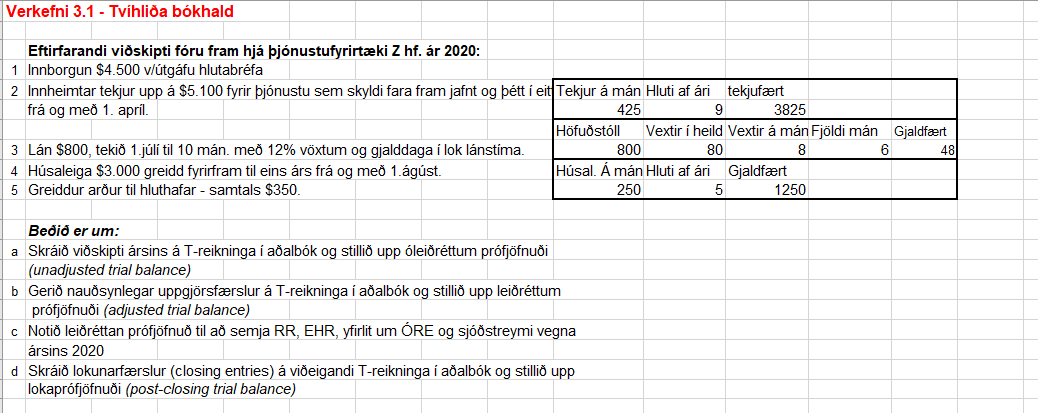 Verkefni 3.1 - Tvíhliða bókhald
Eftirfarandi viðskipti fóru fram hjá þjónustufyrirtæki Z hf. ár 2020:
1 Innborgun $4.500 v/útgáfu hlutabréfa
2 Innheimtar tekjur upp á $5.100 fyrir þjónustu sem skyldi fara fram jafnt og þétt í eit Tekjur á mán Hluti af ári tekjufært
frá og með 1. apríl. 425 9 3825
Höfuðstóll Vextir í heild Vextir á mán Fjöldi mán Gjaldfært
3 Lán $800, tekið 1.júlí til 10 mán. með 12% vöxtum og gjalddaga í lok lánstíma. 800 80 8 6 48
4 Húsaleiga $3.000 greidd fyrirfram til eins árs frá og með 1.ágúst. Húsal. Á mán Hluti af ári Gjaldfært
5 Greiddur arður til hluthafar - samtals $350. 250 5 1250
Beðið er um:
a Skráið viðskipti ársins á T-reikninga í aðalbók og stillið upp óleiðréttum prófjöfnuði
(unadjusted trial balance)
b Gerið nauðsynlegar uppgjörsfærslur á T-reikninga í aðalbók og stillið upp leiðréttum
prófjöfnuði (adjusted trial balance)
c Notið leiðréttan prófjöfnuð til að semja RR, EHR, yfirlit um ÓRE og sjóðstreymi vegna
ársins 2020
d Skráið lokunarfærslur (closing entries) á viðeigandi T-reikninga í aðalbók og stillið upp
lokaprófjöfnuði (post-closing trial balance)